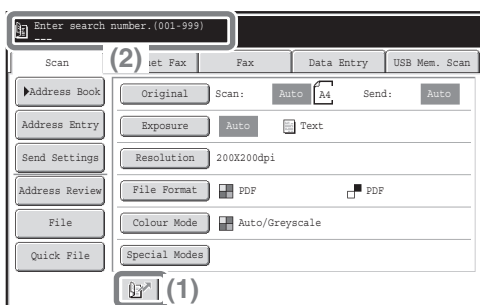 Enter search number.(001-999)
---
Scan (2) et Fax Fax Data Entry USB Mem. Scan
Address Book Original Scan: Auto A4 Send: Auto
Address Entry Exposure Auto Text
Send Settings Resolution 200X200dpi
Address Review File Format PDF PDF
File Colour Mode Auto/Greyscale
Quick File Special Modes
(1)